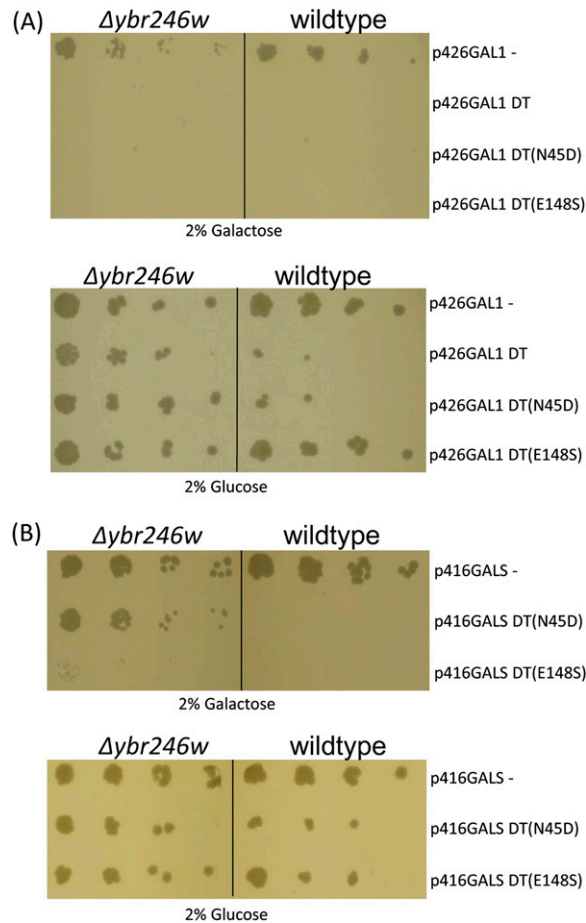 (A)
Δybr246w wildtype
p426GAL1 -
p426GAL1 DT
p426GAL1 DT(N45D)
p426GAL1 DT(E148S)
2% Galactose
Δybr246w wildtype
p426GAL1 -
p426GAL1 DT
p426GAL1 DT(N45D)
p426GAL1 DT(E148S)
2% Glucose
(B)
Δybr246w wildtype
p416GALS -
p416GALS DT(N45D)
p416GALS DT(E148S)
2% Galactose
Δybr246w wildtype
p416GALS -
p416GALS DT(N45D)
p416GALS DT(E148S)
2% Glucose